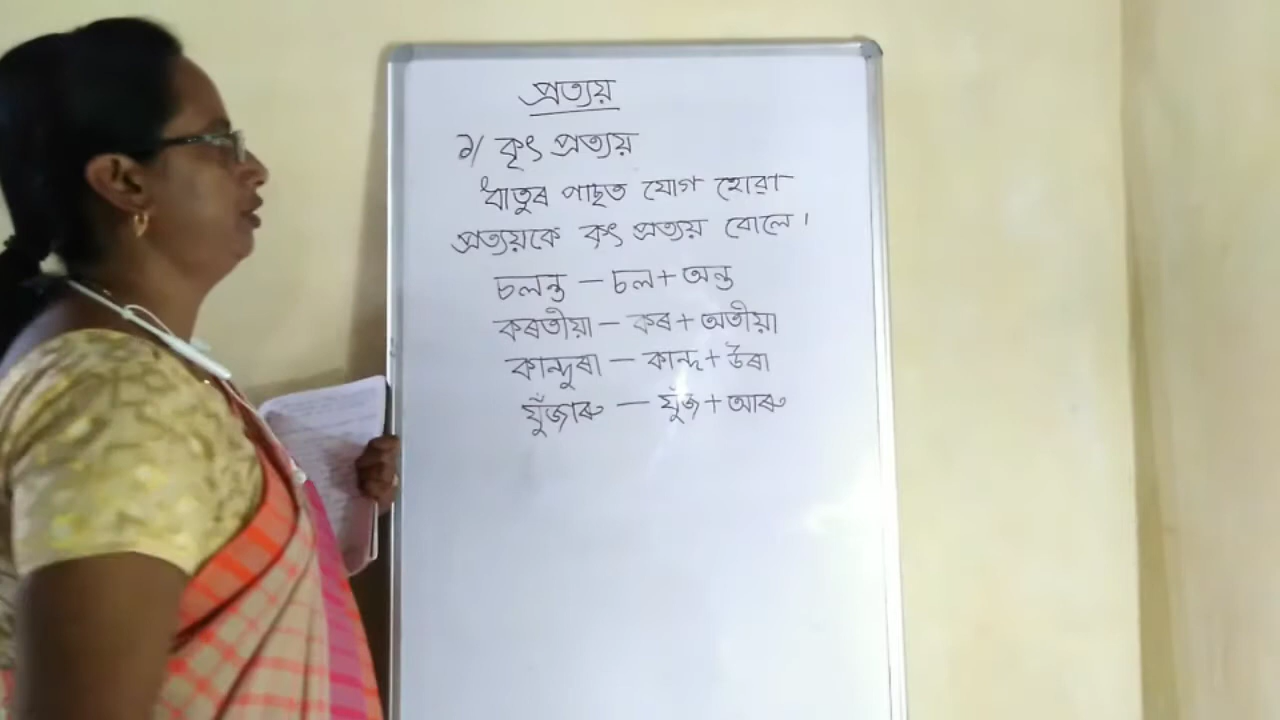 প্ৰত্যয়
১/ কৃৎ প্ৰত্যয়
ধাতুৰ পাছত যোগ হোৱা
প্ৰত্যয়কে কৃৎ প্ৰত্যয় বোলে।
চলন্ত – চল + অন্ত
কৰতীয়া – কৰ + অতীয়া
কান্দুৰা – কান্দ + উৰা
যুঁজাৰু – যুঁজ + আৰু